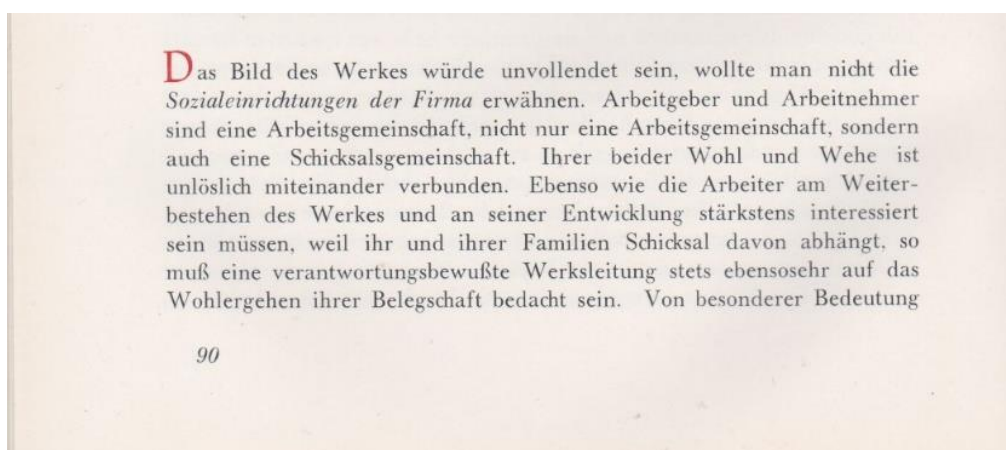 Das Bild des Werkes würde unvollendet sein, wollte man nicht die
Sozialeinrichtungen der Firma erwähnen. Arbeitgeber und Arbeitnehmer
sind eine Arbeitsgemeinschaft, nicht nur eine Arbeitsgemeinschaft, sondern
auch eine Schicksalsgemeinschaft. Ihrer beider Wohl und Wehe ist
unlöslich miteinander verbunden. Ebenso wie die Arbeiter am Weiter-
bestehen des Werkes und an seiner Entwicklung stärkstens interessiert
sein müssen, weil ihr und ihrer Familien Schicksal davon abhängt, so
muß eine verantwortungsbewußte Werksleitung stets ebensosehr auf das
Wohlergehen ihrer Belegschaft bedacht sein. Von besonderer Bedeutung
90